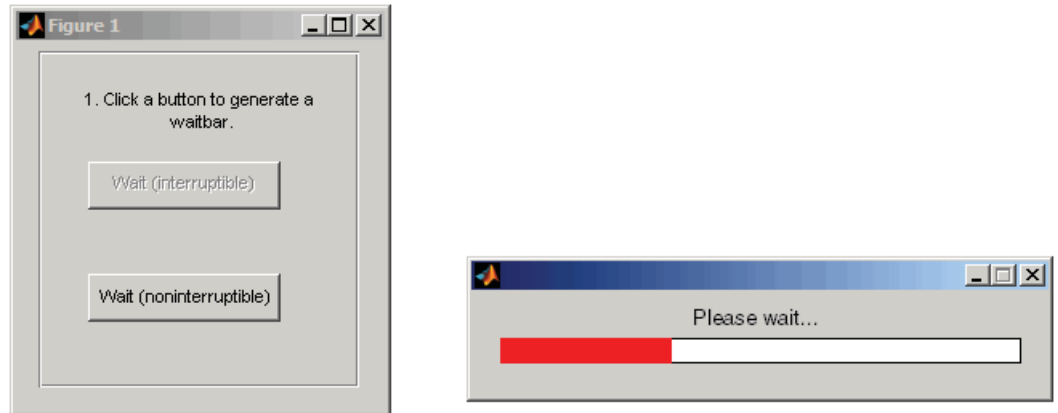 Figure 1
1. Click a button to generate a
waitbar.
Wait (interruptible)
Wait (noninterruptible)
Please wait...